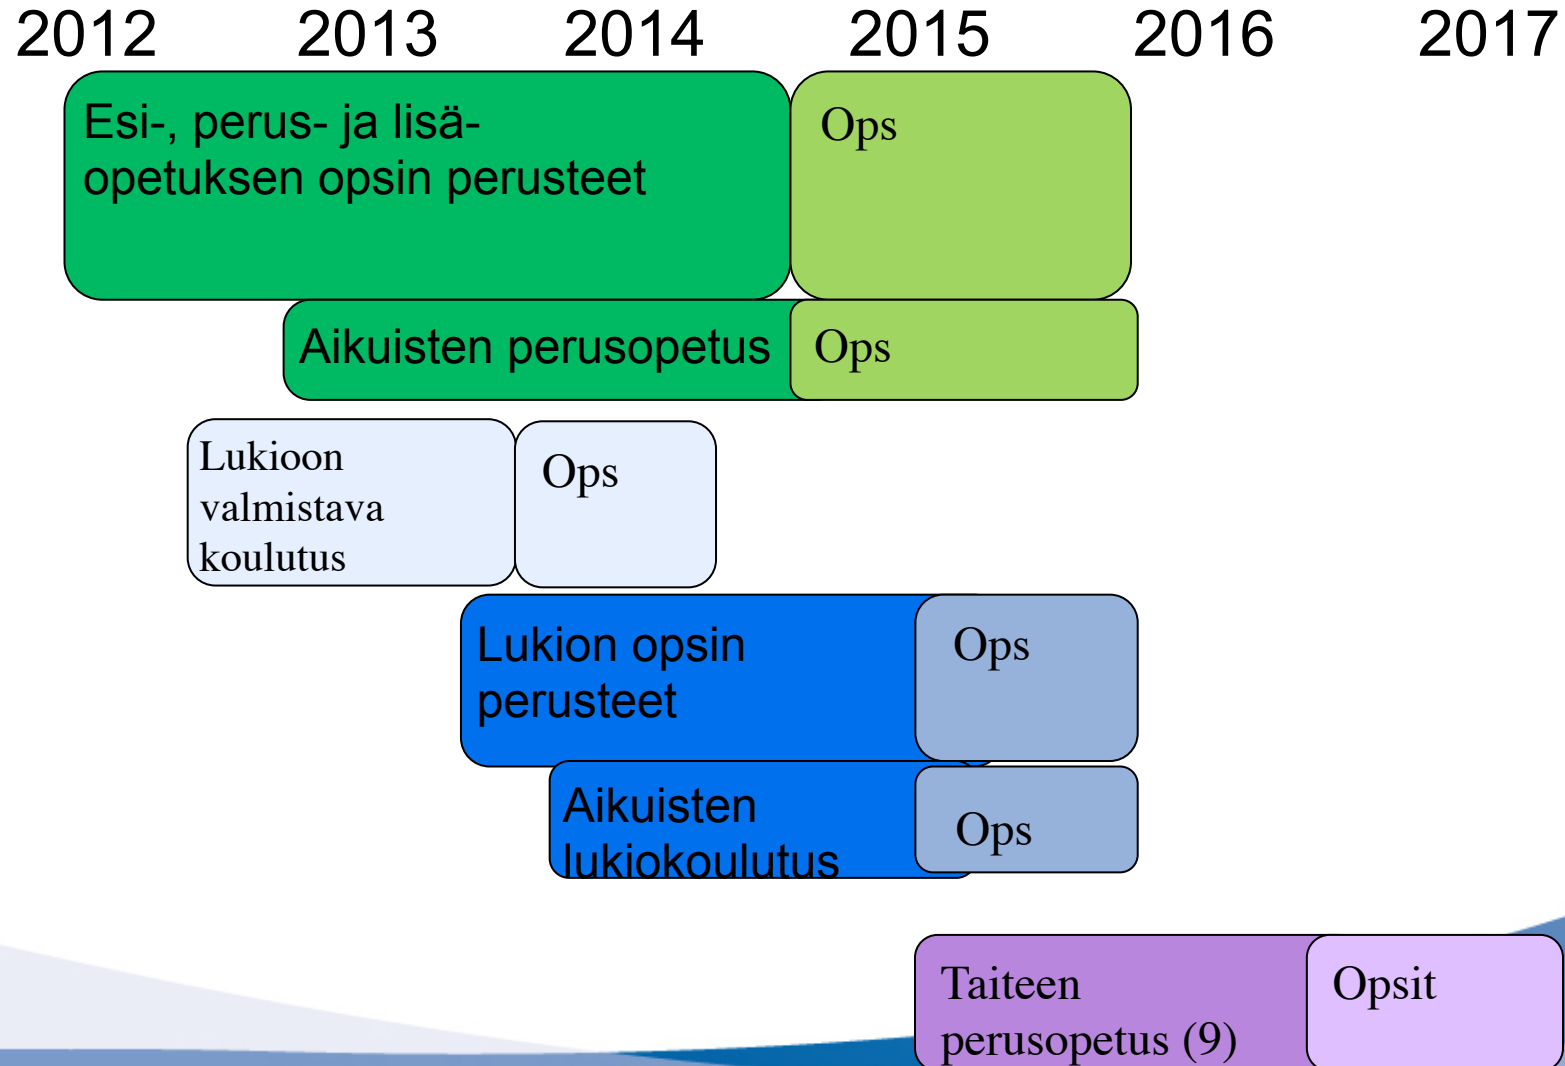 2012 2013 2014 2015 2016 2017
Esi-, perus- ja lisä-
opetuksen opsin perusteet
Ops
Aikuisten perusopetus
Ops
Lukioon
valmistava
koulutus
Ops
Lukion opsin
perusteet
Ops
Aikuisten
lukiokoulutus
Ops
Taiteen
perusopetus (9)
Opsit